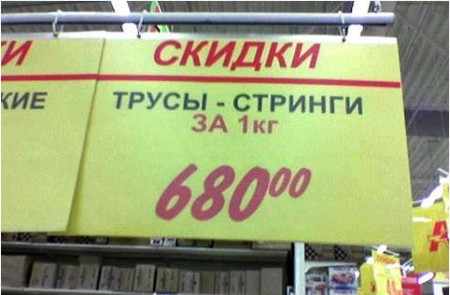 И
КИЕ
СКИДКИ
ТРУСЫ - СТРИНГИ
ЗА 1кг
680⁰⁰